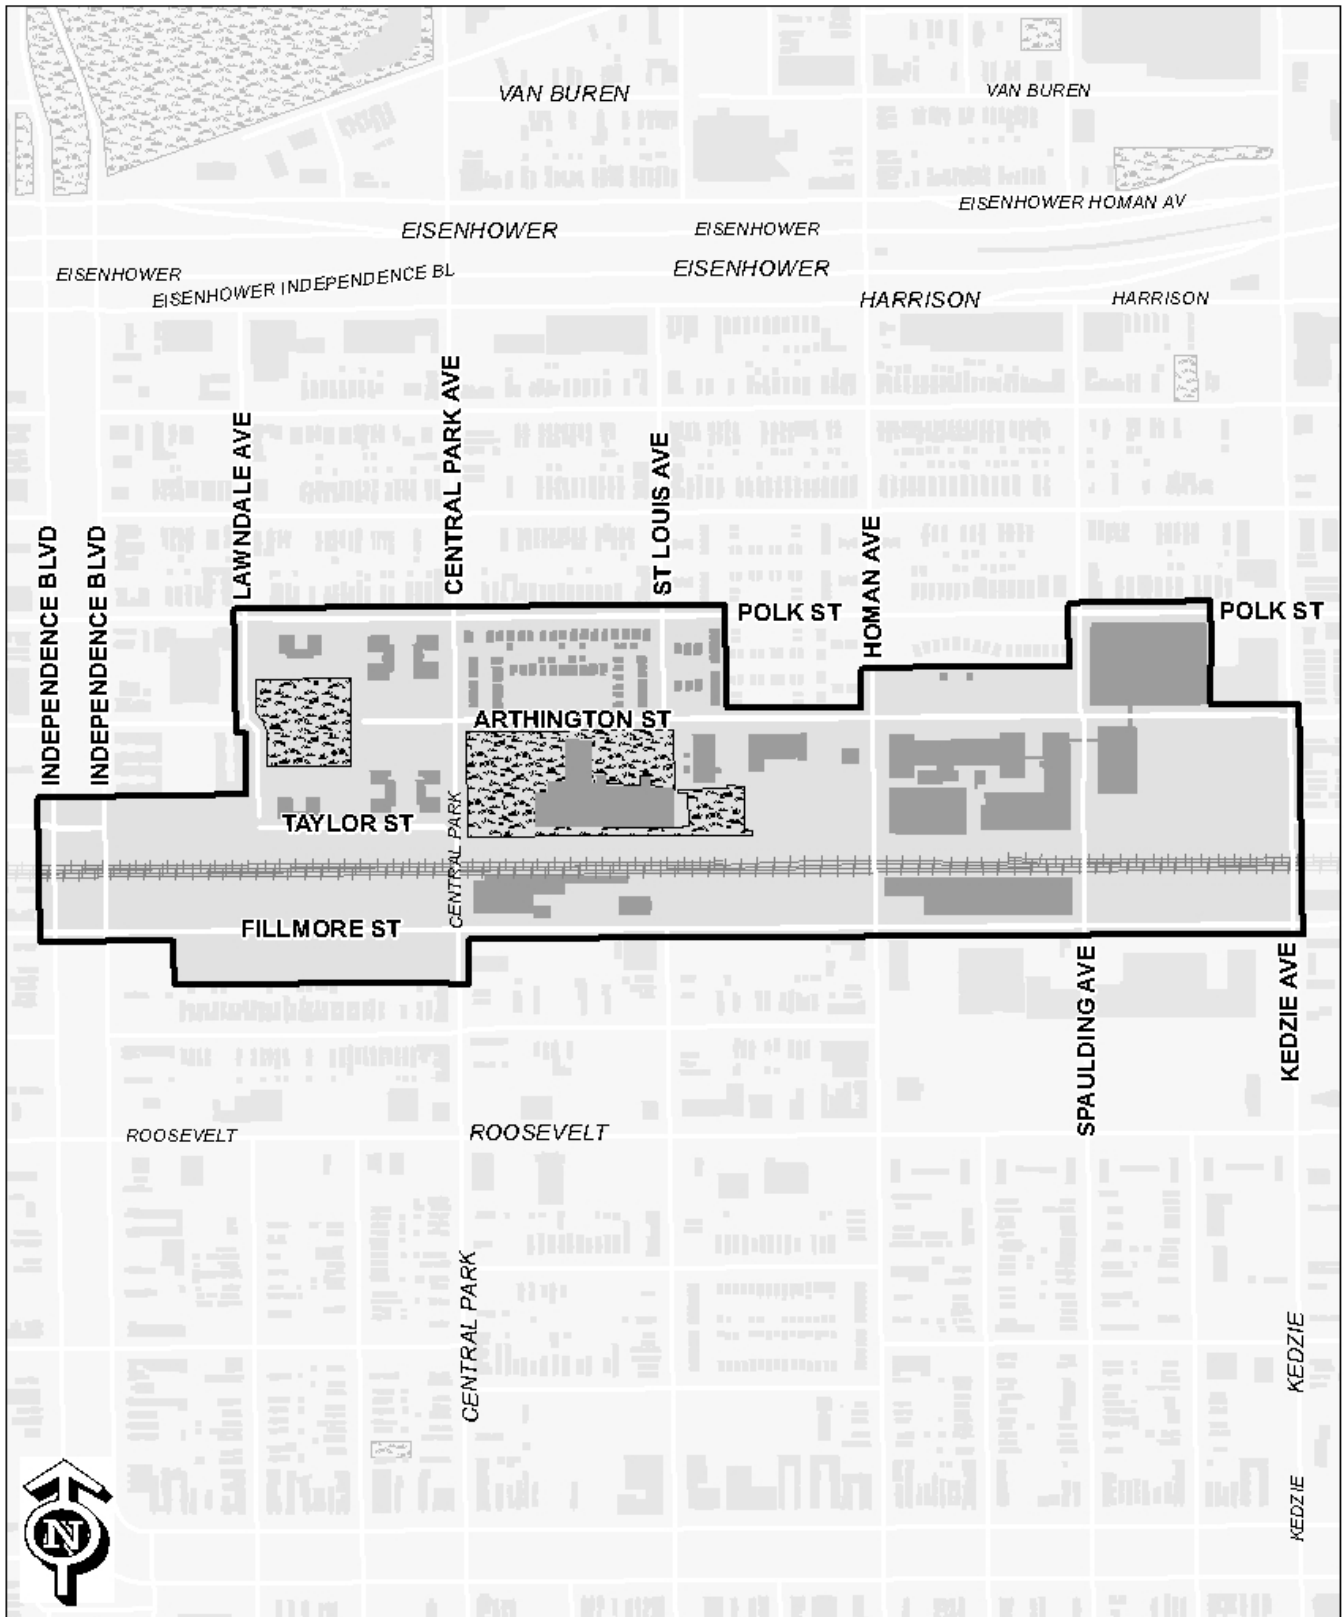 VAN BUREN
VAN BUREN
EISENHOWER HOMAN AV
EISENHOWER
EISENHOWER
EISENHOWER
EISENHOWER
EISENHOWER INDEPENDENCE BL
HARRISON
HARRISON
CENTRAL PARK AVE
LAWNDALE AVE
ST LOUIS AVE
HOMAN AVE
INDEPENDENCE BLVD
INDEPENDENCE BLVD
POLK ST
POLK ST
ARTHINGTON ST
TAYLOR ST
CENTRAL PARK
FILLMORE ST
SPAULDING AVE
KEDZIE AVE
ROOSEVELT
ROOSEVELT
CENTRAL PARK
KEDZIE
KEDZIE
N